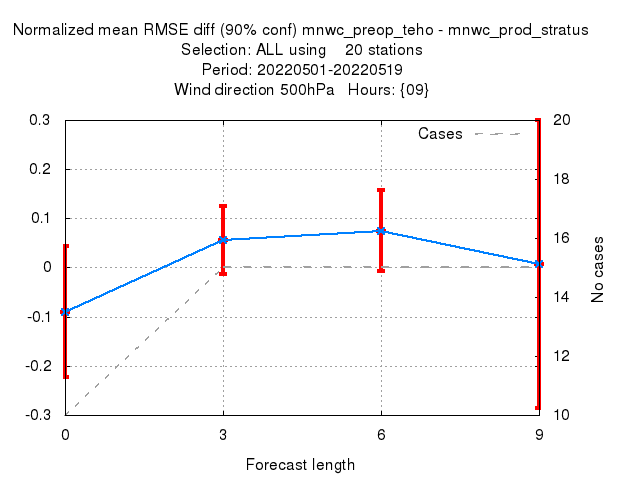 Normalized mean RMSE diff (90% conf) mnwc_preop_teho - mnwc_prod_stratus
Selection: ALL using    20 stations
Period: 20220501-20220519
Wind direction 500hPa   Hours: {09}
Cases
0.3
0.2
0.1
0
-0.1
-0.2
-0.3
20
18
16
14
12
10
No cases
0 3 6 9
Forecast length